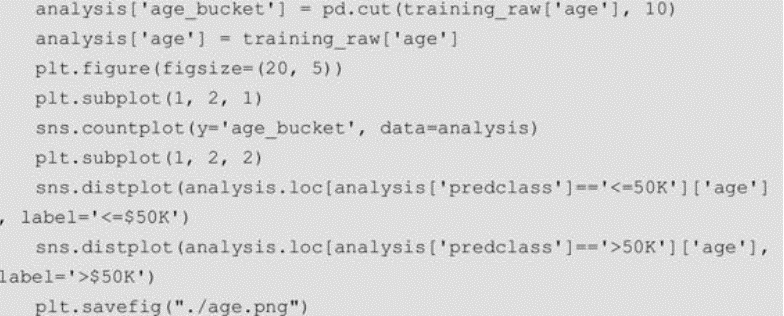 analysis['age_bucket'] = pd.cut(training_raw['age'], 10)
analysis['age'] = training_raw['age']
plt.figure(figsize=(20, 5))
plt.subplot(1, 2, 1)
sns.countplot(y='age_bucket', data=analysis)
plt.subplot(1, 2, 2)
sns.distplot(analysis.loc[analysis['predclass']=='<=50K']['age']
, label='<=$50K')
sns.distplot(analysis.loc[analysis['predclass']=='>50K']['age'],
label='>$50K')
plt.savefig("./age.png")